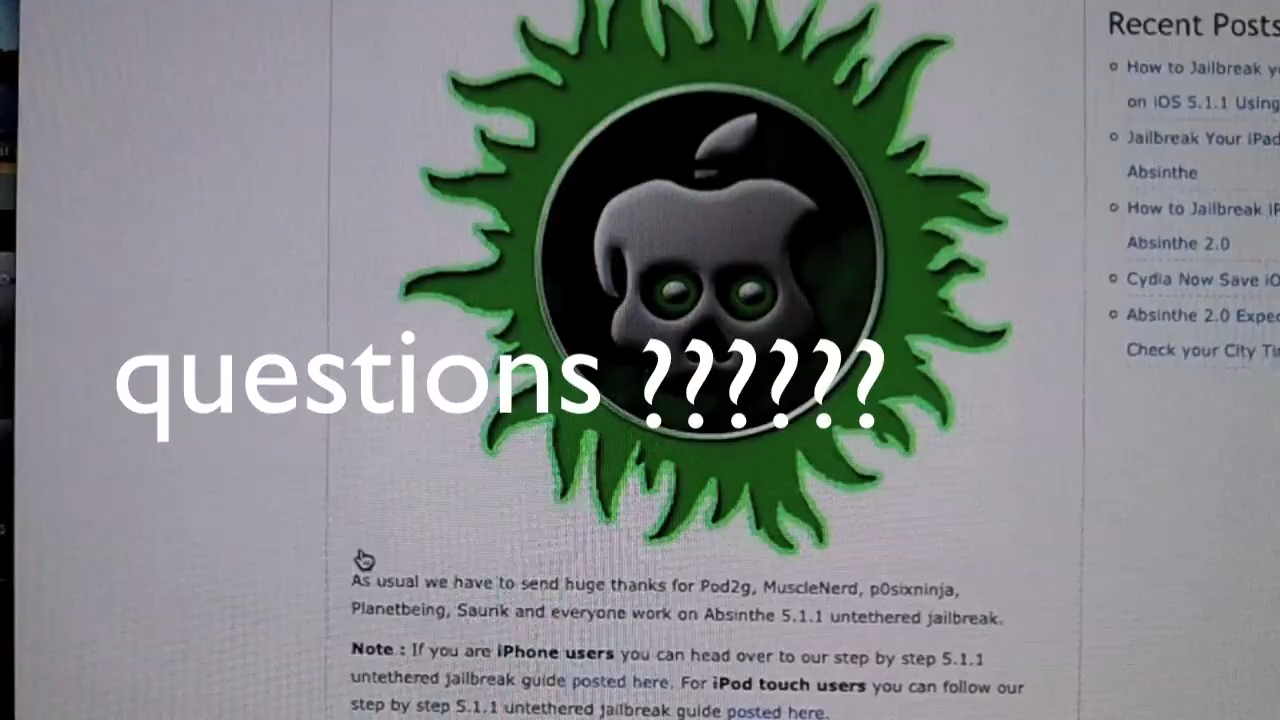 Recent Posts
How to Jailbreak
on iOS 5.1.1 Using
Jailbreak Your iPad
Absinthe
How to Jailbreak
Absinthe 2.0
Cydia Now Save
Absinthe 2.0
Check your City
questions ??????
As usual we have to send huge thanks for Pod2g, MuscleNerd, p0sixninja,
Planetbeing, Saurik and everyone work on Absinthe 5.1.1 untethered jailbreak.
Note : If you are iPhone users you can head over to our step by step 5.1.1
untethered jailbreak guide posted here. For iPod touch users you can follow our
step by step 5.1.1 untethered jailbreak guide posted here.